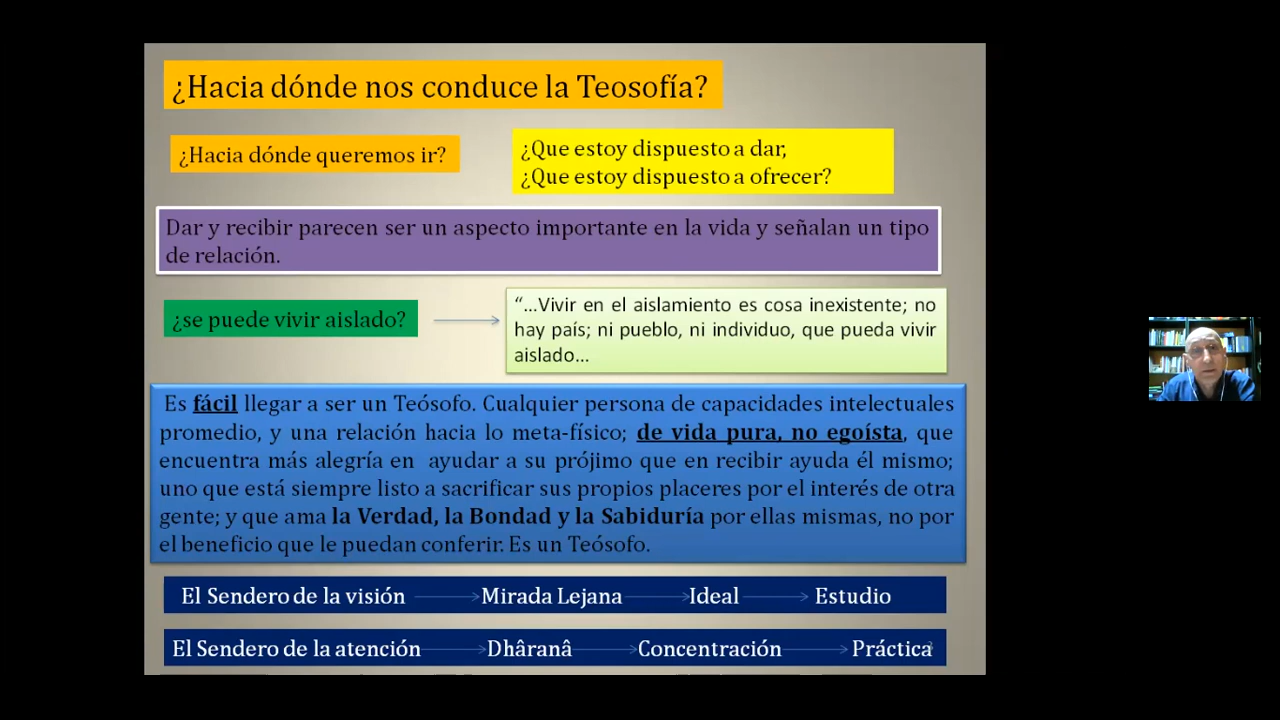 ¿Hacia dónde nos conduce la Teosofía?
¿Hacia dónde queremos ir?
¿Que estoy dispuesto a dar,
¿Que estoy dispuesto a ofrecer?
Dar y recibir parecen ser un aspecto importante en la vida y señalan un tipo
de relación.
¿se puede vivir aislado?
“…Vivir en el aislamiento es cosa inexistente; no
hay país; ni pueblo, ni individuo, que pueda vivir
aislado…
Es fácil llegar a ser un Teósofo. Cualquier persona de capacidades intelectuales
promedio, y una relación hacia lo meta-físico; de vida pura, no egoísta, que
encuentra más alegría en ayudar a su prójimo que en recibir ayuda él mismo;
uno que está siempre listo a sacrificar sus propios placeres por el interés de otra
gente; y que ama la Verdad, la Bondad y la Sabiduría por ellas mismas, no por
el beneficio que le puedan conferir. Es un Teósofo.
El Sendero de la visión Mirada Lejana Ideal Estudio
El Sendero de la atención Dhâranâ Concentración Práctica